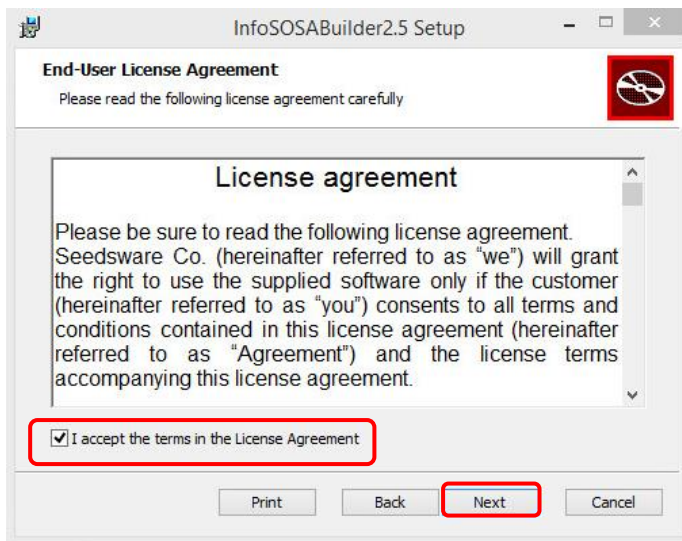 InfoSOSABuilder2.5 Setup
End-User License Agreement
Please read the following license agreement carefully
License agreement
Please be sure to read the following license agreement.
Seedsware Co. (hereinafter referred to as “we”) will grant
the right to use the supplied software only if the customer
(hereinafter referred to as “you”) consents to all terms and
conditions contained in this license agreement (hereinafter
referred to as “Agreement”) and the license terms
accompanying this license agreement.
I accept the terms in the License Agreement
Print Back Next Cancel